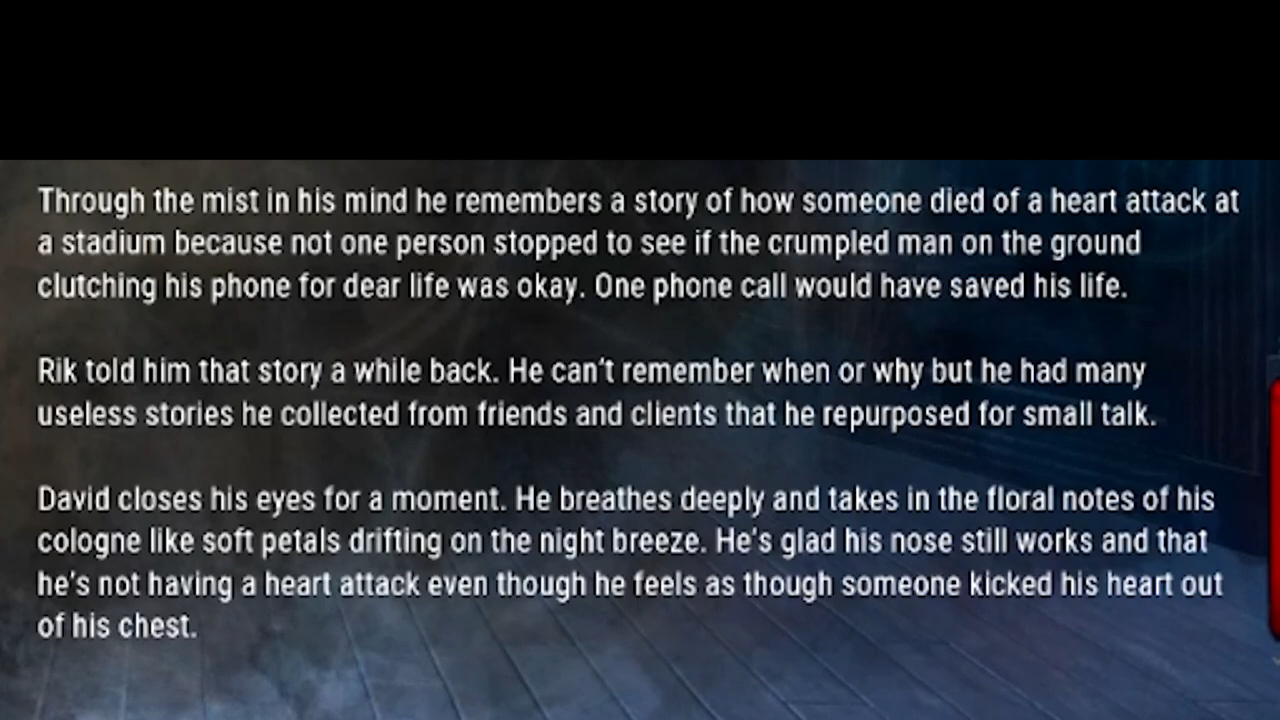 Through the mist in his mind he remembers a story of how someone died of a heart attack at
a stadium because not one person stopped to see if the crumpled man on the ground
clutching his phone for dear life was okay. One phone call would have saved his life.
Rik told him that story a while back. He can’t remember when or why but he had many
useless stories he collected from friends and clients that he repurposed for small talk.
David closes his eyes for a moment. He breathes deeply and takes in the floral notes of his
cologne like soft petals drifting on the night breeze. He’s glad his nose still works and that
he’s not having a heart attack even though he feels as though someone kicked his heart out
of his chest.